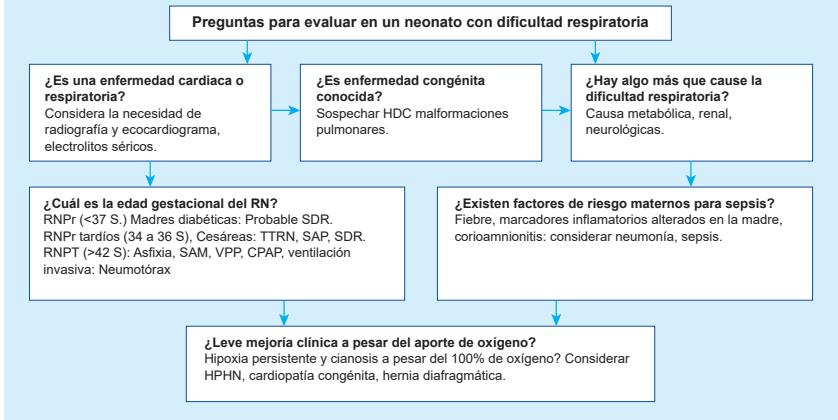 Preguntas para evaluar en un neonato con dificultad respiratoria
¿Es una enfermedad cardiaca o
respiratoria?
Considera la necesidad de
radiografía y ecocardiograma,
electrolitos séricos.
¿Es enfermedad congénita
conocida?
Sospechar HDC malformaciones
pulmonares.
¿Hay algo más que cause la
dificultad respiratoria?
Causa metabólica, renal,
neurológicas.
¿Cuál es la edad gestacional del RN?
RNPr (<37 S.) Madres diabéticas: Probable SDR.
RNPr tardíos (34 a 36 S), Cesáreas: TTRN, SAP, SDR.
RNPT (>42 S): Asfixia, SAM, VPP, CPAP, ventilación
invasiva: Neumotórax
¿Existen factores de riesgo maternos para sepsis?
Fiebre, marcadores inflamatorios alterados en la madre,
corioamnionitis: considerar neumonía, sepsis.
¿Leve mejoría clínica a pesar del aporte de oxígeno?
Hipoxia persistente y cianosis a pesar del 100% de oxígeno? Considerar
HPHN, cardiopatía congénita, hernia diafragmática.